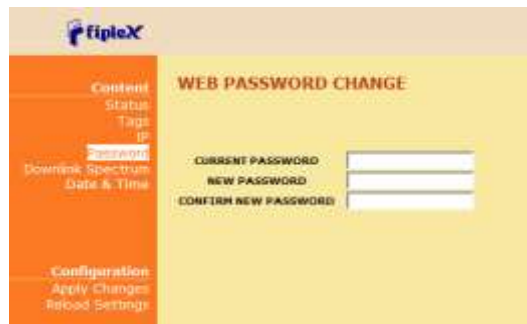 fipleX
Content
Status
Tags
IP
Password
Downlink Spectrum
Date & Time
Configuration
Apply Changes
Reload Settings
WEB PASSWORD CHANGE
CURRENT PASSWORD
NEW PASSWORD
CONFIRM NEW PASSWORD